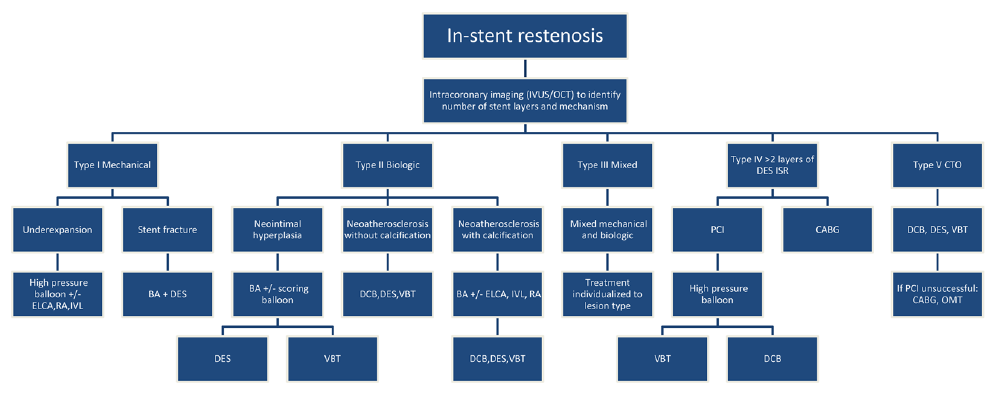 In-stent restenosis
Intracoronary imaging (IVUS/OCT) to identify
number of stent layers and mechanism
Type I Mechanical
Type II Biologic
Type III Mixed
Type IV >2 layers of
DES ISR
Type V CTO
Underexpansion
Stent fracture
Neointimal
hyperplasia
Neoatherosclerosis
without calcification
Neoatherosclerosis
with calcification
Mixed mechanical
and biologic
PCI
CABG
DCB, DES, VBT
High pressure
balloon +/-
ELCA,RA,IVL
BA + DES
BA +/- scoring
balloon
DCB,DES,VBT
BA +/- ELCA, IVL, RA
Treatment
individualized to
lesion type
High pressure
balloon
If PCI unsuccessful:
CABG, OMT
DES
VBT
DCB,DES,VBT
VBT
DCB